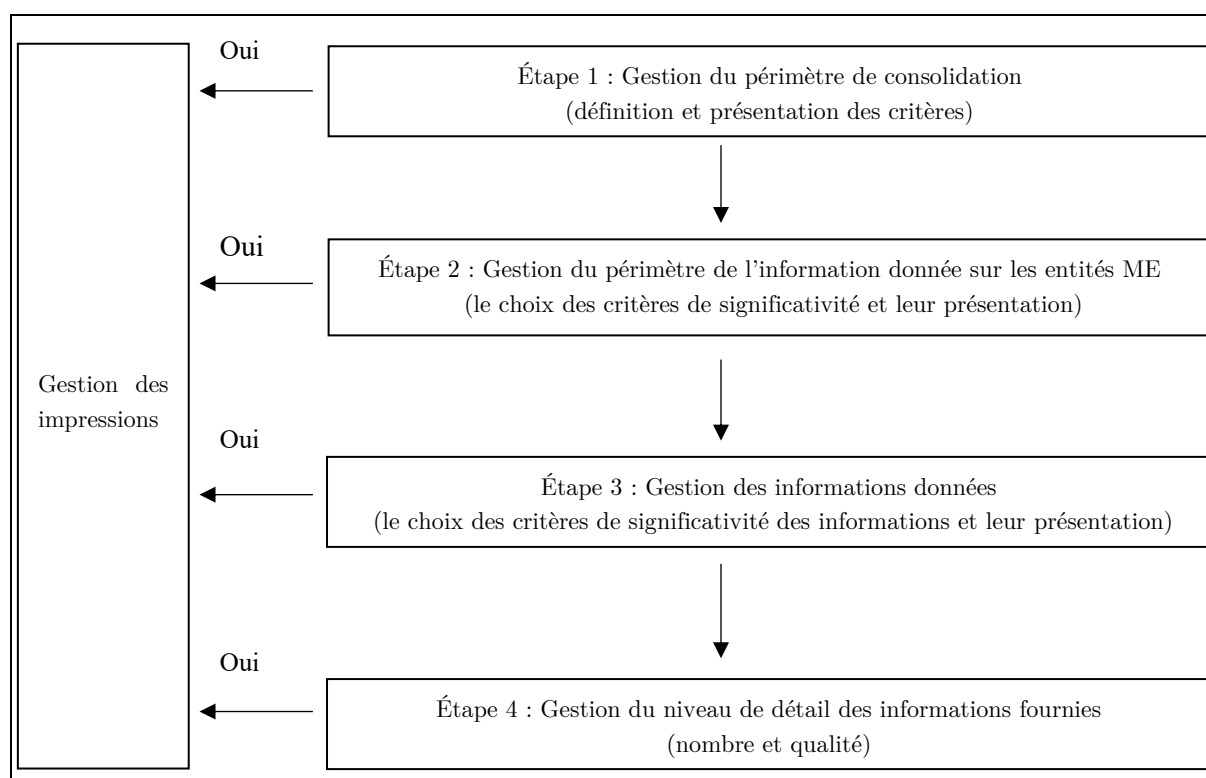 Oui
Étape 1 : Gestion du périmètre de consolidation
(définition et présentation des critères)
Oui
Étape 2 : Gestion du périmètre de l'information donnée sur les entités ME
(le choix des critères de significativité et leur présentation)
Gestion des
impressions
Oui
Étape 3 : Gestion des informations données
(le choix des critères de significativité des informations et leur présentation)
Oui
Étape 4 : Gestion du niveau de détail des informations fournies
(nombre et qualité)